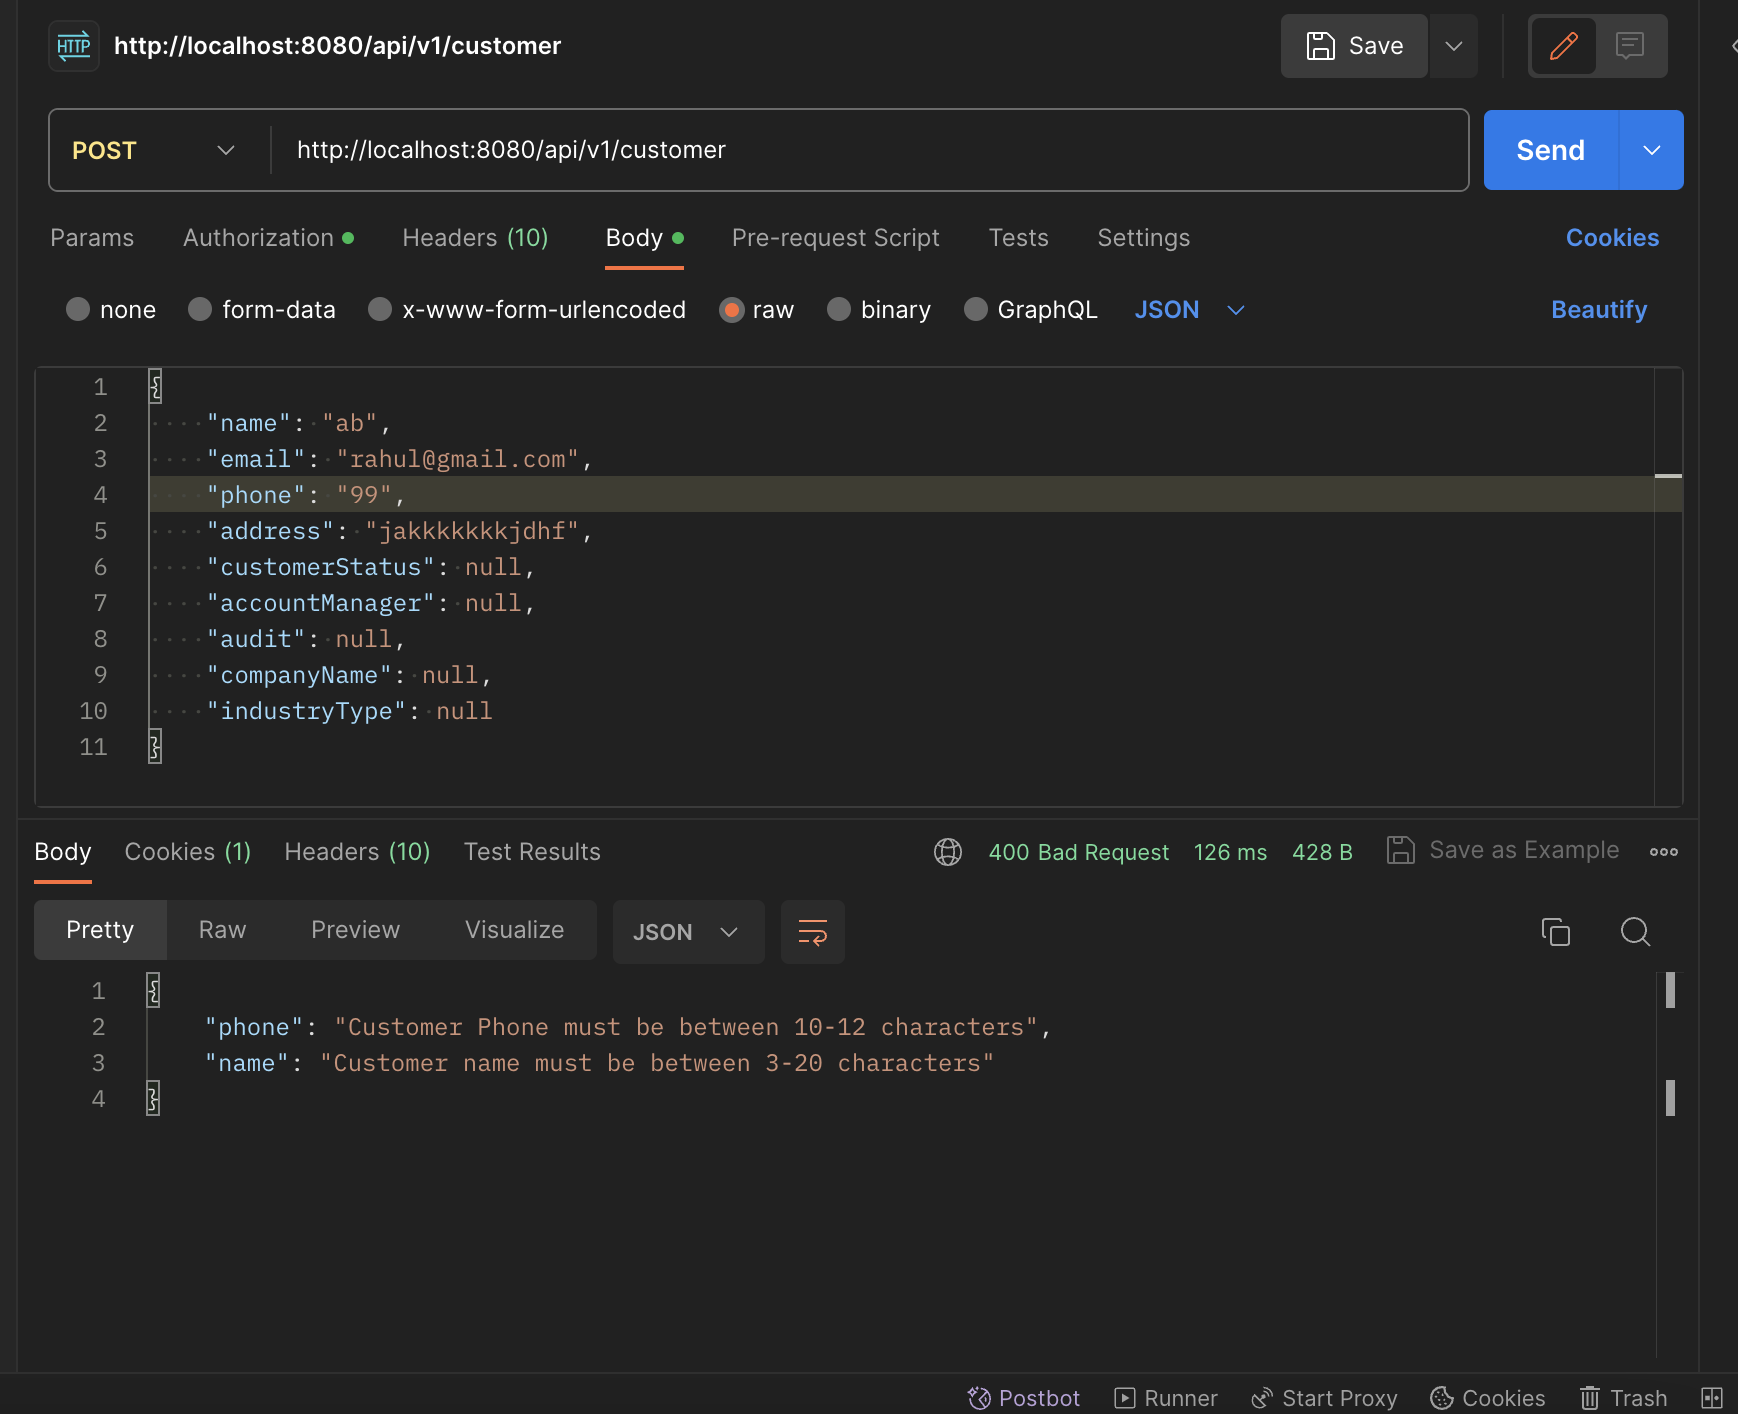 HTTP http://localhost:8080/api/v1/customer Save
POST http://localhost:8080/api/v1/customer Send
Params Authorization Headers (10) Body Pre-request Script Tests Settings Cookies
none form-data x-www-form-urlencoded raw binary GraphQL JSON Beautify
1 {
2 "name": "ab",
3 "email": "rahul@gmail.com",
4 "phone": "99",
5 "address": "jakkkkkkkjdhf",
6 "customerStatus": null,
7 "accountManager": null,
8 "audit": null,
9 "companyName": null,
10 "industryType": null
11 }
Body Cookies (1) Headers (10) Test Results 400 Bad Request 126 ms 428 B Save as Example
Pretty Raw Preview Visualize JSON
1 {
2 "phone": "Customer Phone must be between 10-12 characters",
3 "name": "Customer name must be between 3-20 characters"
4 }
Postbot Runner Start Proxy Cookies Trash